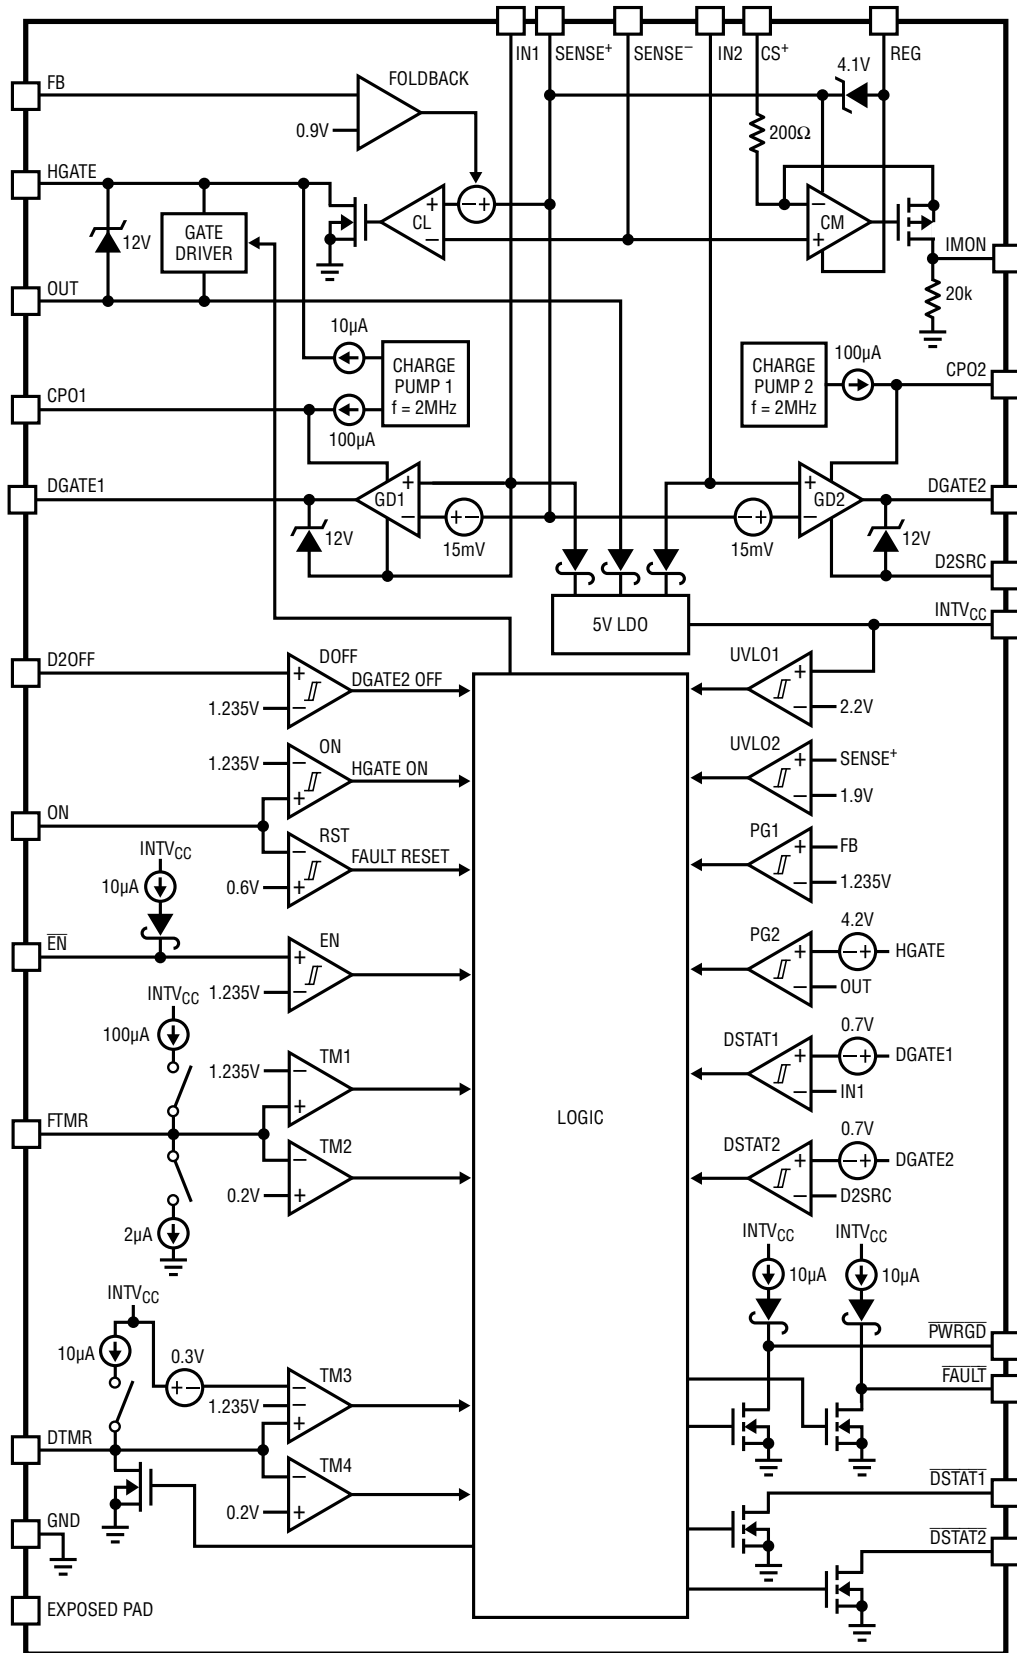 IN1
SENSE+
SENSE−
IN2
CS+
REG
FB
FOLDBACK
0.9V
4.1V
200Ω
HGATE
12V
GATE
DRIVER
CL
− +
+
−
CM
−
+
IMON
20k
OUT
10µA
CHARGE
PUMP 1
f = 2MHz
100µA
CHARGE
PUMP 2
f = 2MHz
100µA
CPO1
CPO2
DGATE1
GD1
+
−
+ −
15mV
12V
− +
15mV
+
−
GD2
12V
DGATE2
D2SRC
5V LDO
INTVCC
D2OFF
DOFF
+
−
1.235V
DGATE2 OFF
UVLO1
+
−
2.2V
ON
1.235V
−
+
HGATE ON
UVLO2
+
−
SENSE+
1.9V
ON
RST
−
+
0.6V
FAULT RESET
PG1
+
−
FB
1.235V
INTVCC
10µA
EN
EN
+
−
1.235V
PG2
4.2V
+
−
− +
HGATE
OUT
INTVCC
100µA
TM1
1.235V
−
+
DSTAT1
0.7V
+
−
− +
DGATE1
IN1
LOGIC
FTMR
TM2
−
+
0.2V
2µA
DSTAT2
0.7V
+
−
− +
DGATE2
D2SRC
INTVCC
10µA
INTVCC
10µA
INTVCC
10µA
0.3V
+ −
TM3
−
−
+
1.235V
PWRGD
FAULT
DTMR
TM4
−
+
0.2V
DSTAT1
GND
DSTAT2
EXPOSED PAD